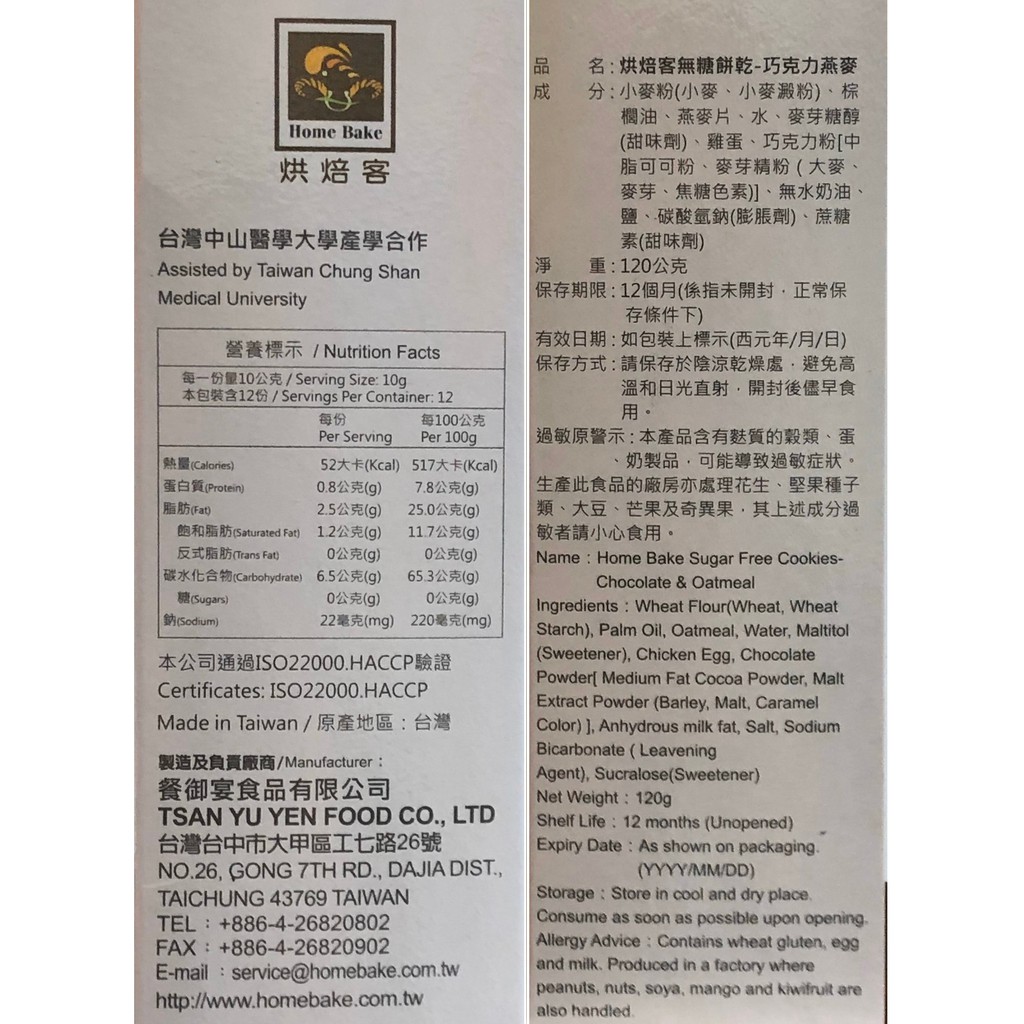 Home Bake
烘焙客
台灣中山醫學大學產學合作
Assisted by Taiwan Chung Shan
Medical University
營養標示 / Nutrition Facts
每一份量10公克 / Serving Size: 10g
本包裝含12份 / Servings Per Container: 12
每份 每100公克
Per Serving Per 100g
熱量(Calories) 52大卡(Kcal) 517大卡(Kcal)
蛋白質(Protein) 0.8公克(g) 7.8公克(g)
脂肪(Fat) 2.5公克(g) 25.0公克(g)
飽和脂肪(Saturated Fat) 1.2公克(g) 11.7公克(g)
反式脂肪(Trans Fat) 0公克(g) 0公克(g)
碳水化合物(Carbohydrate) 6.5公克(g) 65.3公克(g)
糖(Sugars) 0公克(g) 0公克(g)
鈉(Sodium) 22毫克(mg) 220毫克(mg)
本公司通過ISO22000.HACCP驗證
Certificates: ISO22000.HACCP
Made in Taiwan / 原產地區：台灣
製造及負責廠商/Manufacturer：
餐御宴食品有限公司
TSAN YU YEN FOOD CO., LTD
台灣台中市大甲區工七路26號
NO.26, GONG 7TH RD., DAJIA DIST.,
TAICHUNG 43769 TAIWAN
TEL：+886-4-26820802
FAX：+886-4-26820902
E-mail：service@homebake.com.tw
http://www.homebake.com.tw
品名：烘焙客無糖餅乾-巧克力燕麥
成分：小麥粉(小麥、小麥澱粉)、棕
櫚油、燕麥片、水、麥芽糖醇
(甜味劑)、雞蛋、巧克力粉[中
脂可可粉、麥芽精粉（大麥、
麥芽、焦糖色素)]、無水奶油、
鹽、碳酸氫鈉(膨脹劑)、蔗糖
素(甜味劑)
淨重：120公克
保存期限：12個月(係指未開封，正常保
存條件下)
有效日期：如包裝上標示(西元年/月/日)
保存方式：請保存於陰涼乾燥處，避免高
溫和日光直射，開封後儘早食
用。
過敏原警示：本產品含有麩質的穀類、蛋
、奶製品，可能導致過敏症狀。
生產此食品的廠房亦處理花生、堅果種子
類、大豆、芒果及奇異果，其上述成分過
敏者請小心食用。
Name：Home Bake Sugar Free Cookies-
Chocolate & Oatmeal
Ingredients：Wheat Flour(Wheat, Wheat
Starch), Palm Oil, Oatmeal, Water, Maltitol
(Sweetener), Chicken Egg, Chocolate
Powder[ Medium Fat Cocoa Powder, Malt
Extract Powder (Barley, Malt, Caramel
Color) ], Anhydrous milk fat, Salt, Sodium
Bicarbonate ( Leavening
Agent), Sucralose(Sweetener)
Net Weight：120g
Shelf Life：12 months (Unopened)
Expiry Date：As shown on packaging.
(YYYY/MM/DD)
Storage：Store in cool and dry place.
Consume as soon as possible upon opening.
Allergy Advice：Contains wheat gluten, egg
and milk. Produced in a factory where
peanuts, nuts, soya, mango and kiwifruit are
also handled.